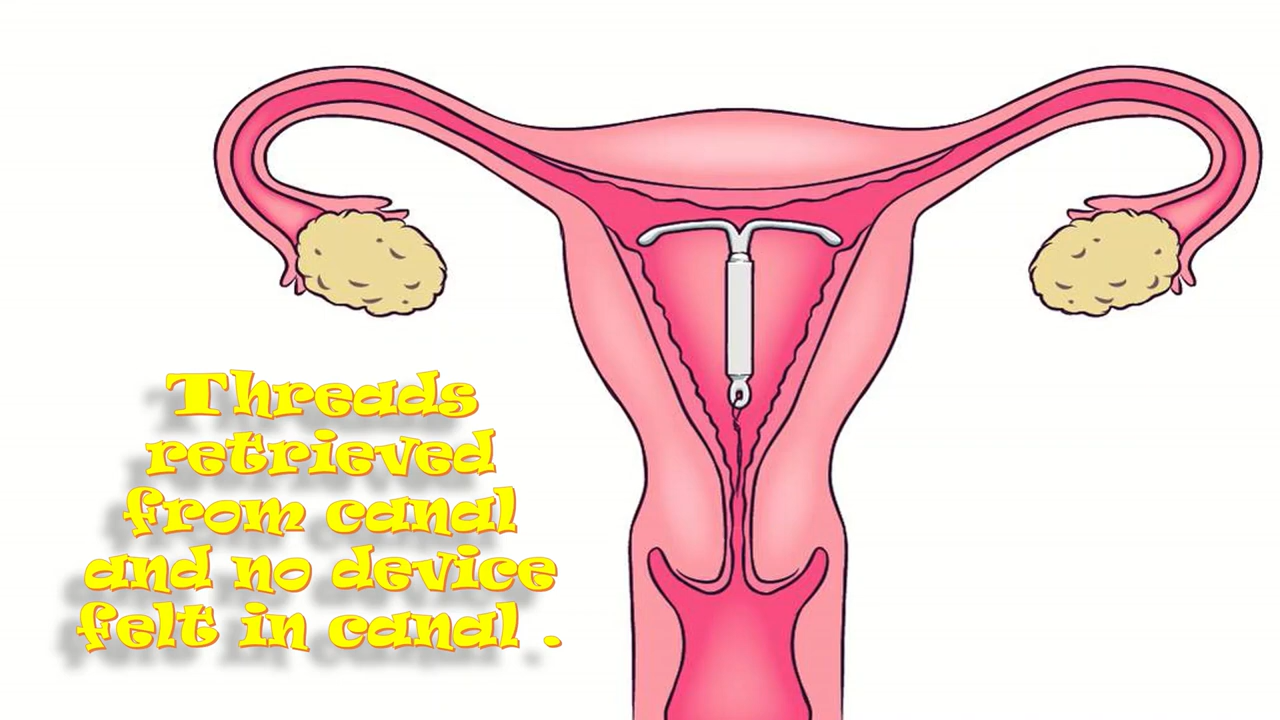 Threads
retrieved
from canal
and no device
felt in canal .